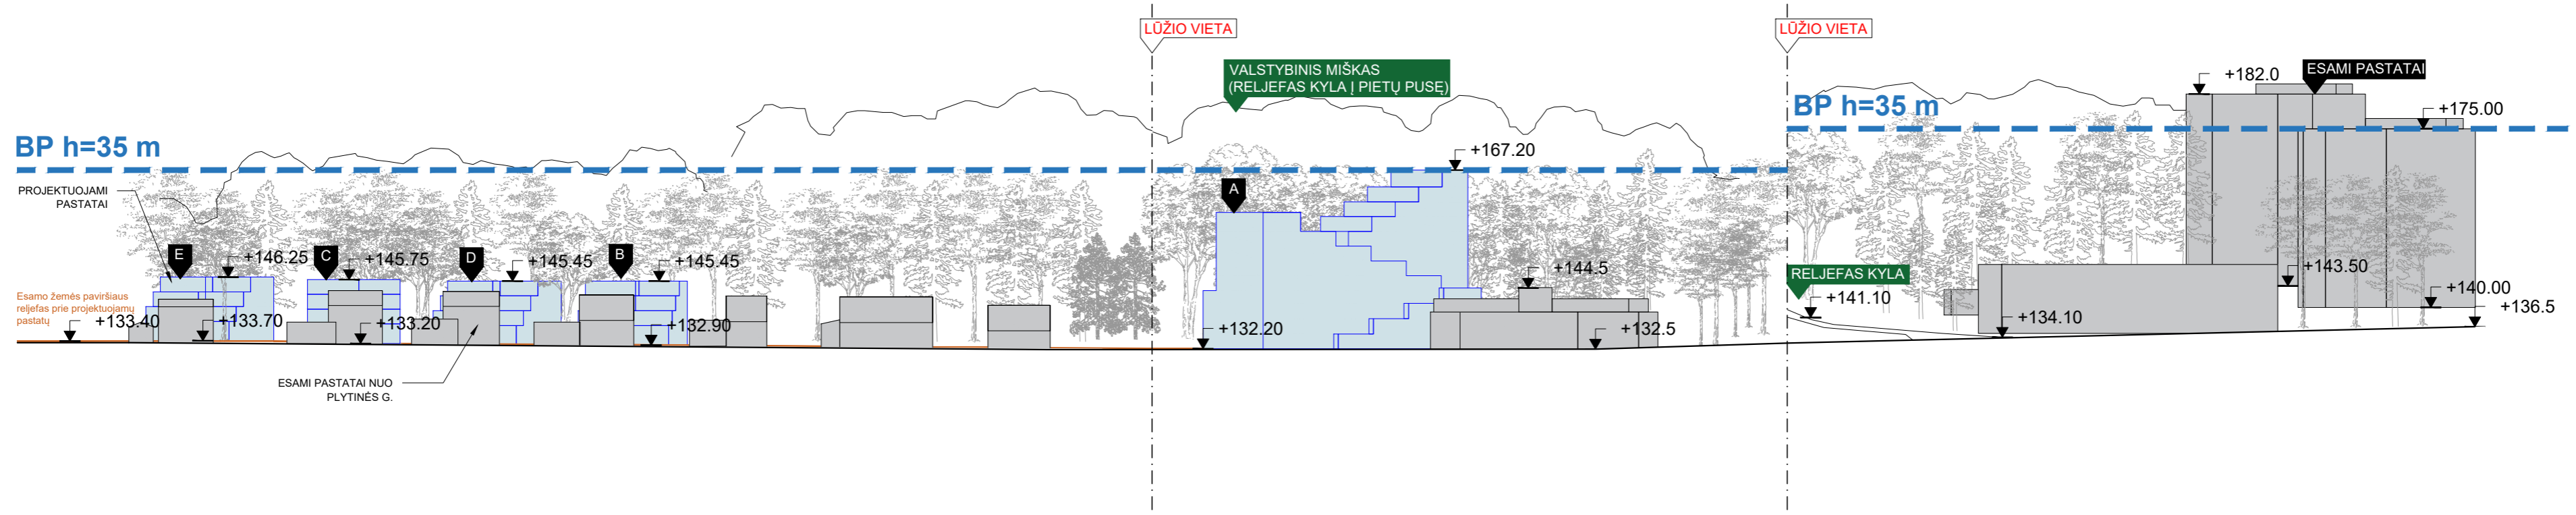 LŪŽIO VIETA
LŪŽIO VIETA
VALSTYBINIS MIŠKAS
(RELJEFAS KYLA Į PIETŲ PUSĘ)
+182.0
ESAMI PASTATAI
BP h=35 m
+175.00
BP h=35 m
+167.20
PROJEKTUOJAMI
PASTATAI
A
E
+146.25
C
+145.75
D
+145.45
B
+145.45
+144.5
RELJEFAS KYLA
+143.50
+141.10
+140.00
+136.5
Esamo žemės paviršiaus
reljefas prie projektuojamų
pastatų
+133.40
+133.70
+133.20
+132.90
+132.20
+132.5
+134.10
ESAMI PASTATAI NUO
PLYTINĖS G.